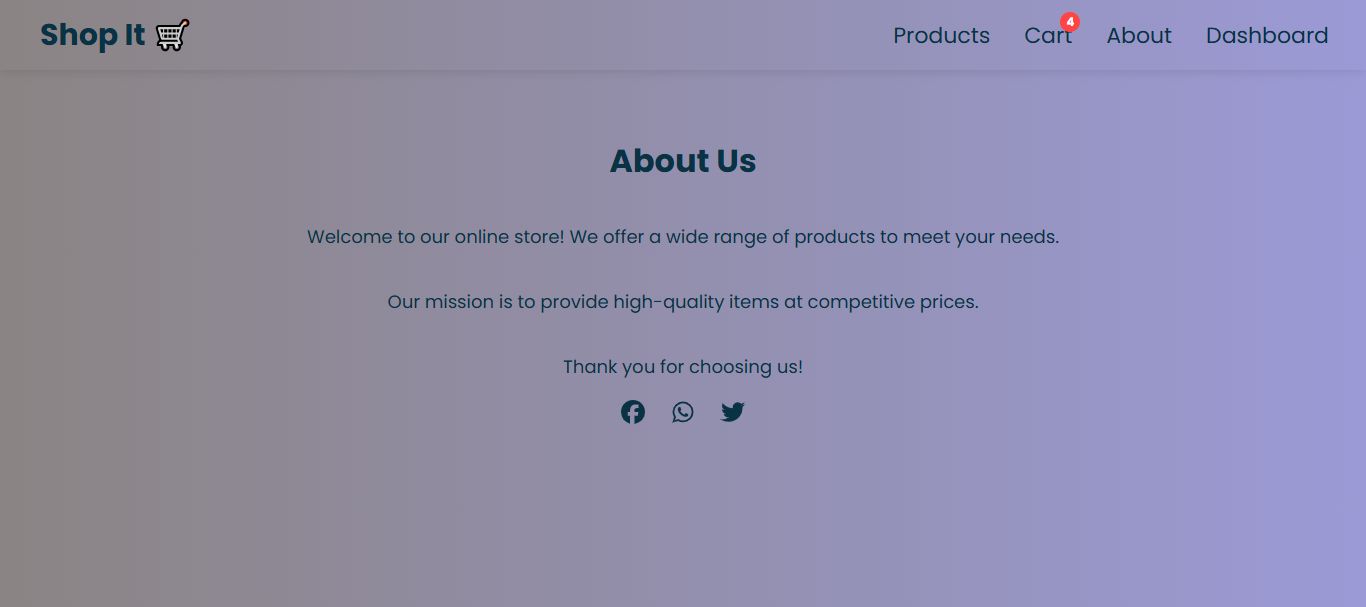 Shop It
Products Cart 4 About Dashboard
About Us
Welcome to our online store! We offer a wide range of products to meet your needs.
Our mission is to provide high-quality items at competitive prices.
Thank you for choosing us!